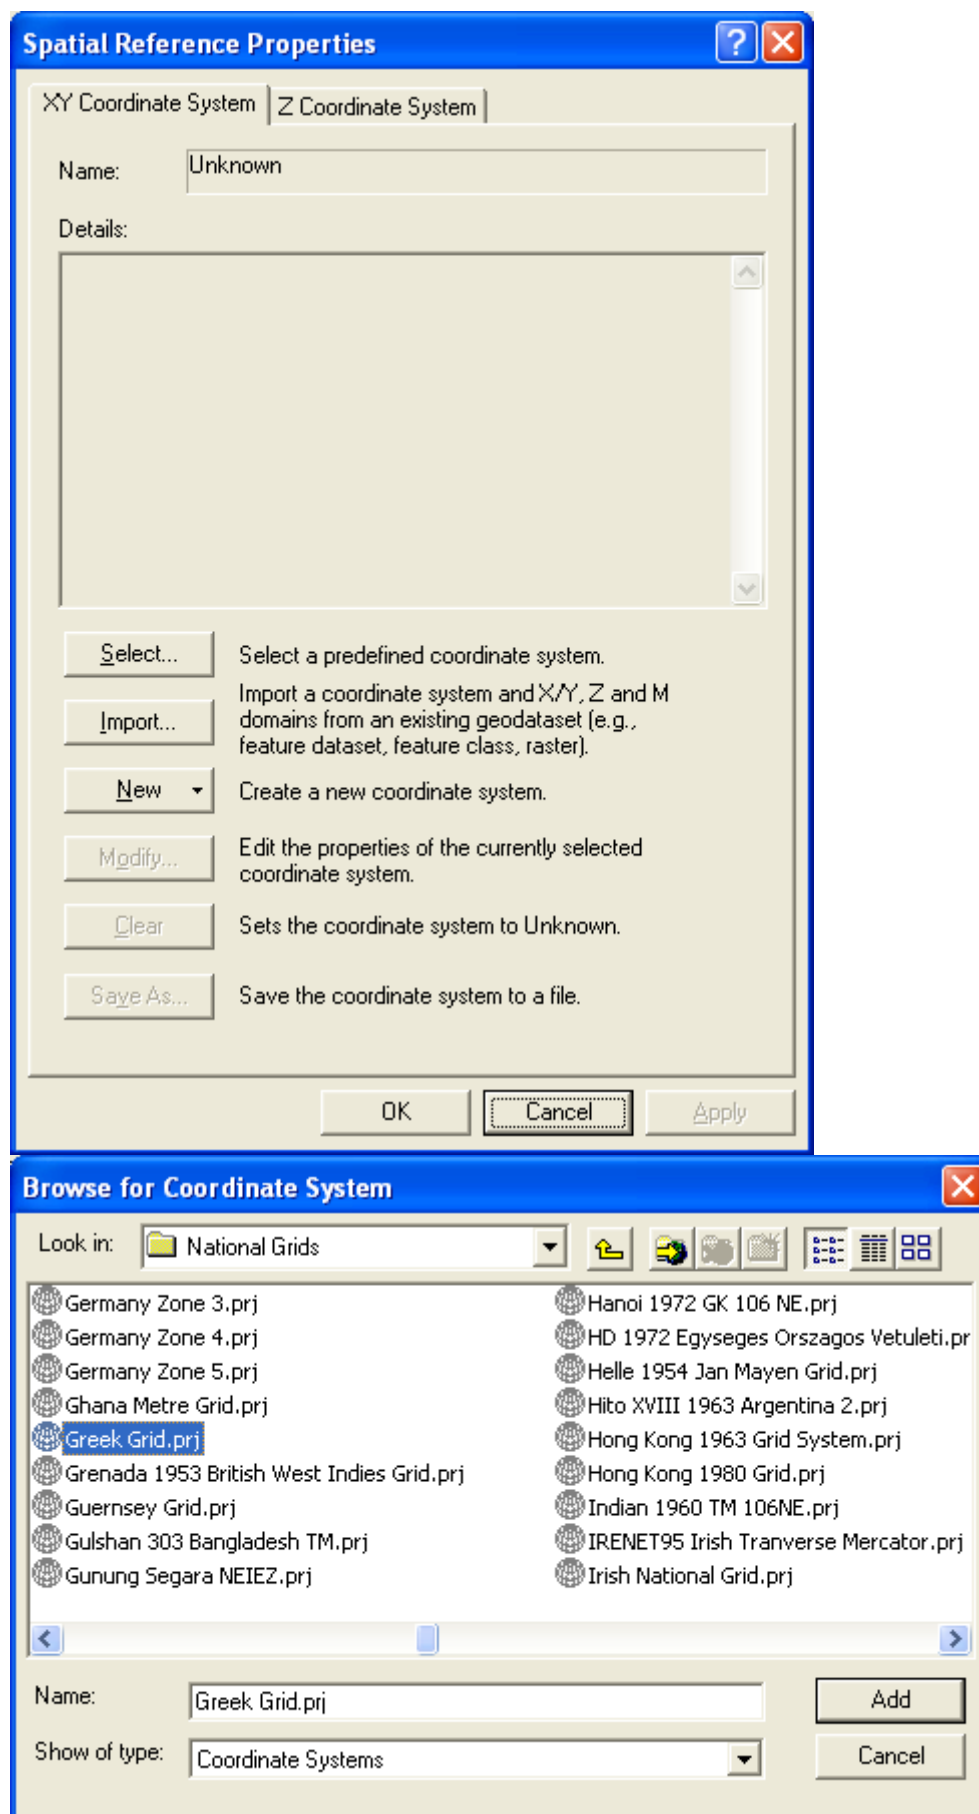 Spatial Reference Properties
XY Coordinate System
Z Coordinate System
Name:
Unknown
Details:
Select...
Select a predefined coordinate system.
Import...
Import a coordinate system and X/Y, Z and M
domains from an existing geodataset (e.g.,
feature dataset, feature class, raster).
New
Create a new coordinate system.
Modify...
Edit the properties of the currently selected
coordinate system.
Clear
Sets the coordinate system to Unknown.
Save As...
Save the coordinate system to a file.
OK
Cancel
Apply
Browse for Coordinate System
Look in:
National Grids
Germany Zone 3.prj
Germany Zone 4.prj
Germany Zone 5.prj
Ghana Metre Grid.prj
Greek Grid.prj
Grenada 1953 British West Indies Grid.prj
Guernsey Grid.prj
Gulshan 303 Bangladesh TM.prj
Gunung Segara NEIEZ.prj
Hanoi 1972 GK 106 NE.prj
HD 1972 Egyseges Orszagos Vetuleti.pr
Helle 1954 Jan Mayen Grid.prj
Hito XVIII 1963 Argentina 2.prj
Hong Kong 1963 Grid System.prj
Hong Kong 1980 Grid.prj
Indian 1960 TM 106NE.prj
IRENET95 Irish Tranverse Mercator.prj
Irish National Grid.prj
Name:
Greek Grid.prj
Add
Show of type:
Coordinate Systems
Cancel